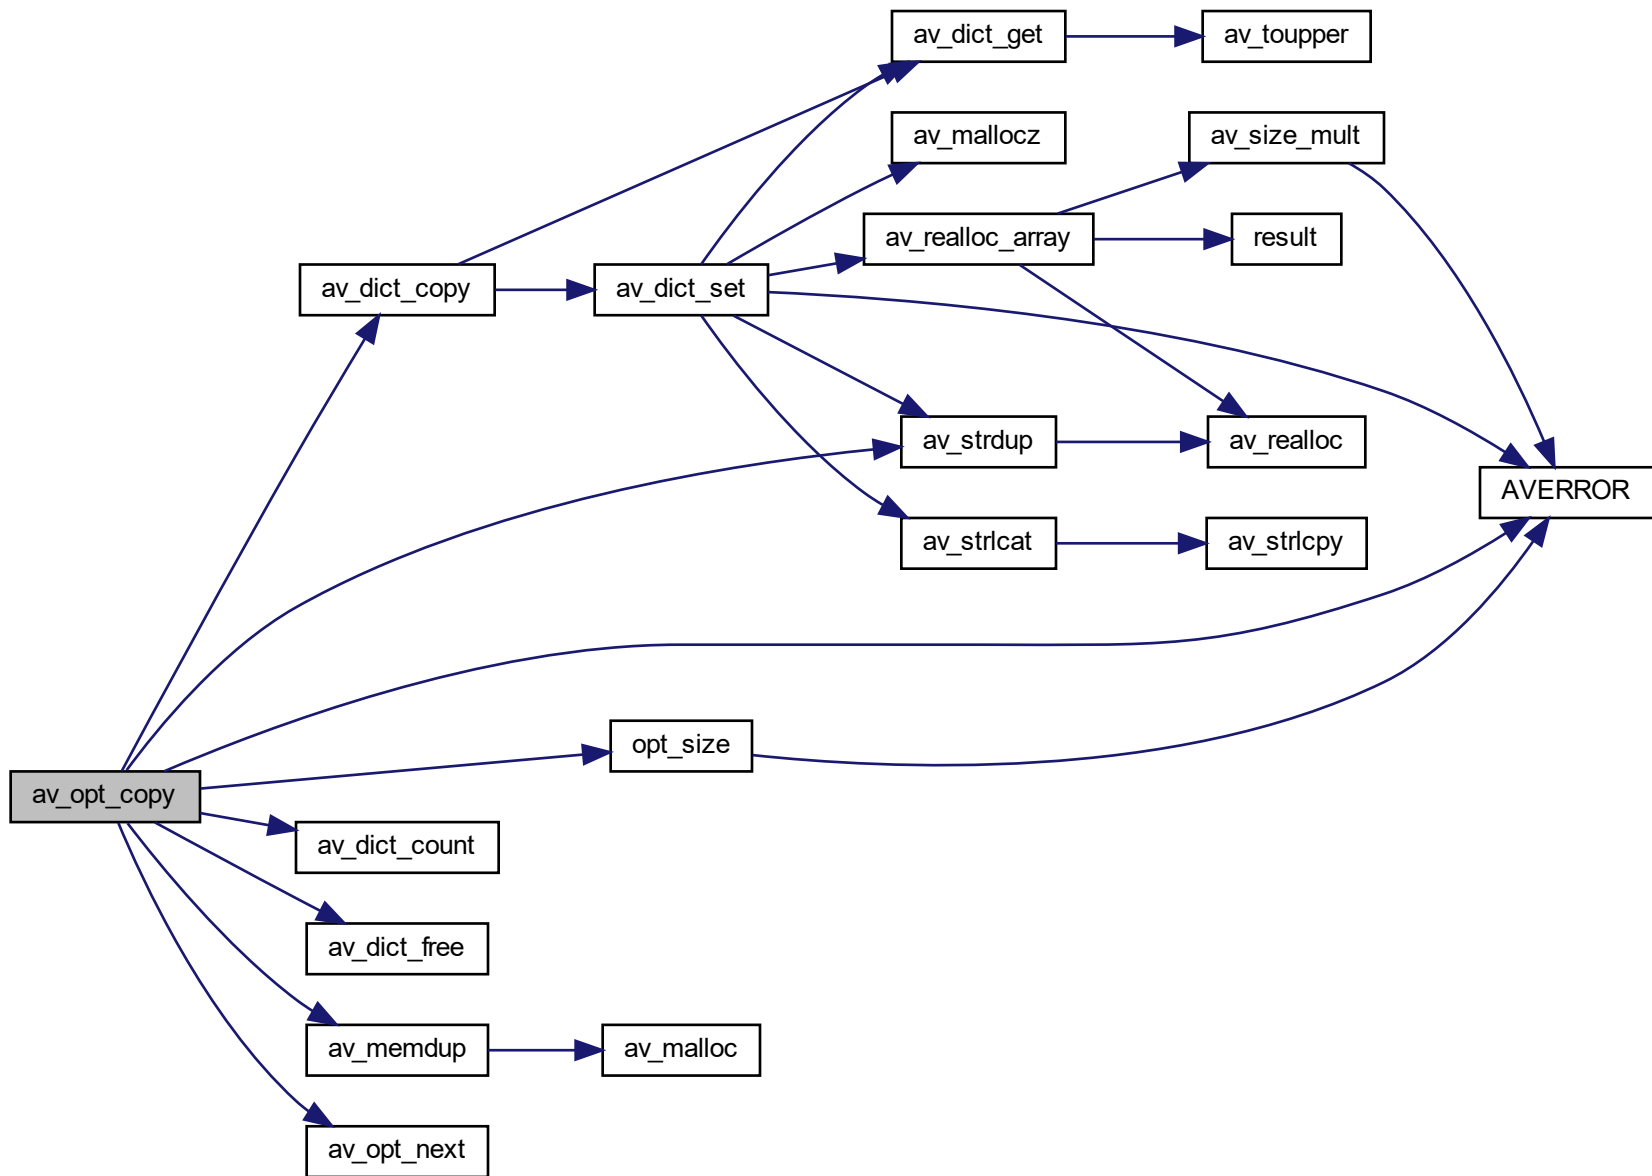 av_dict_get
av_toupper
av_mallocz
av_size_mult
av_realloc_array
result
av_dict_copy
av_dict_set
av_strdup
av_realloc
AVERROR
av_strlcat
av_strlcpy
opt_size
av_opt_copy
av_dict_count
av_dict_free
av_memdup
av_malloc
av_opt_next